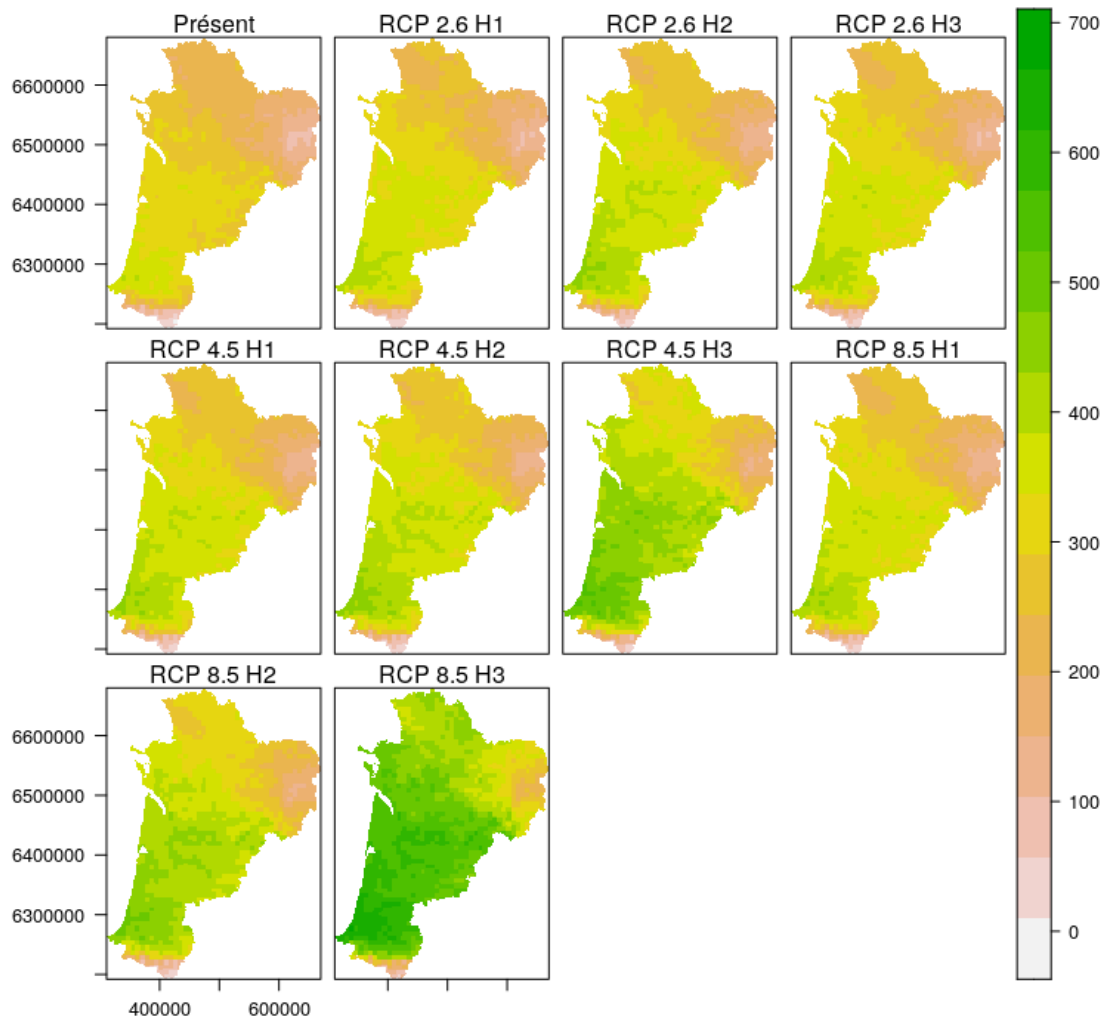 Présent
RCP 2.6 H1
RCP 2.6 H2
RCP 2.6 H3
6600000
6500000
6400000
6300000
RCP 4.5 H1
RCP 4.5 H2
RCP 4.5 H3
RCP 8.5 H1
RCP 8.5 H2
RCP 8.5 H3
6600000
6500000
6400000
6300000
400000
600000
700
600
500
400
300
200
100
0